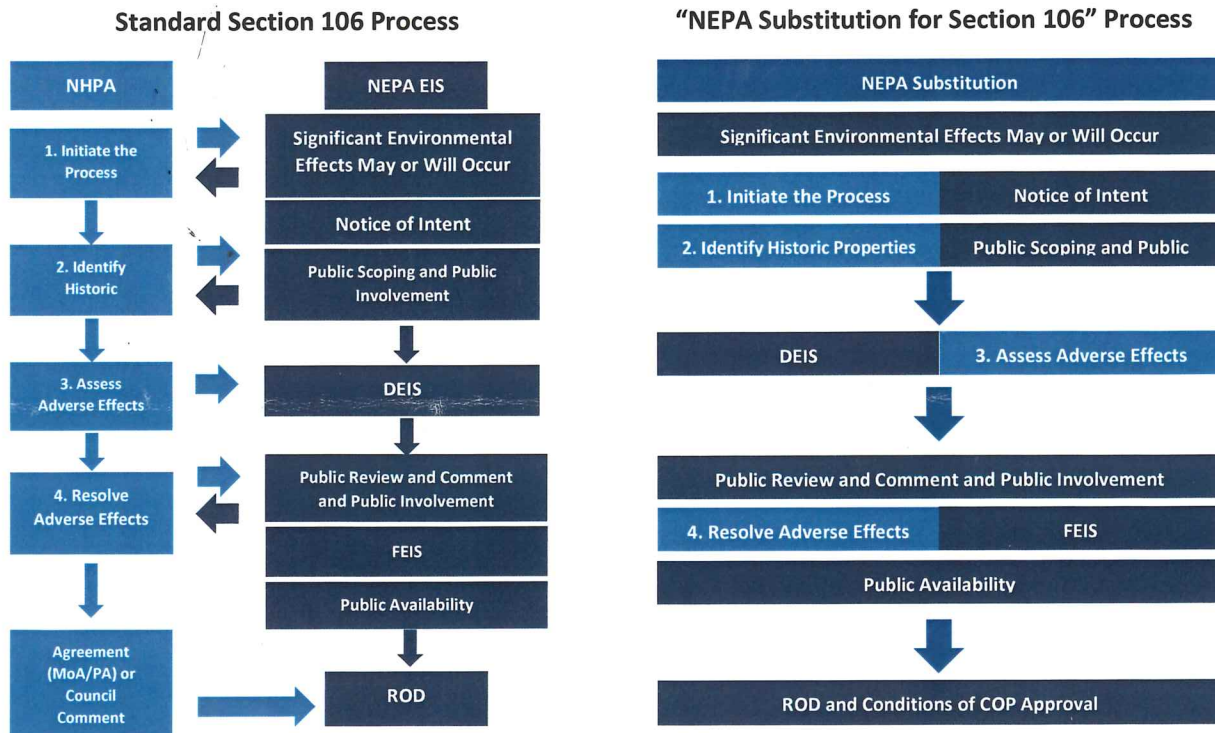 Standard Section 106 Process
NHPA
NEPA EIS
1. Initiate the
Process
Significant Environmental
Effects May or Will Occur
Notice of Intent
2. Identify
Historic
Public Scoping and Public
Involvement
3. Assess
Adverse Effects
DEIS
4. Resolve
Adverse Effects
Public Review and Comment
and Public Involvement
FEIS
Public Availability
Agreement
(MoA/PA) or
Council
Comment
ROD
"NEPA Substitution for Section 106" Process
NEPA Substitution
Significant Environmental Effects May or Will Occur
1. Initiate the Process
Notice of Intent
2. Identify Historic Properties
Public Scoping and Public
DEIS
3. Assess Adverse Effects
Public Review and Comment and Public Involvement
4. Resolve Adverse Effects
FEIS
Public Availability
ROD and Conditions of COP Approval